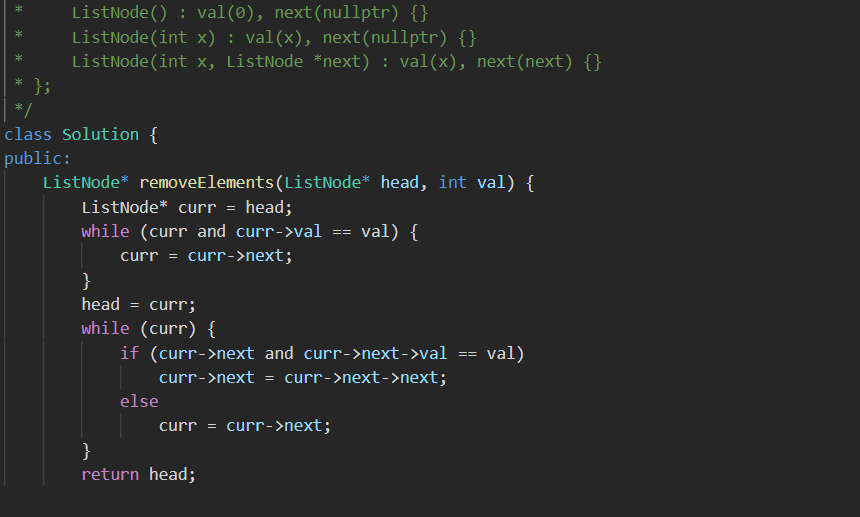 *     ListNode() : val(0), next(nullptr) {}
 *     ListNode(int x) : val(x), next(nullptr) {}
 *     ListNode(int x, ListNode *next) : val(x), next(next) {}
 * };
 */
class Solution {
public:
    ListNode* removeElements(ListNode* head, int val) {
        ListNode* curr = head;
        while (curr and curr->val == val) {
            curr = curr->next;
        }
        head = curr;
        while (curr) {
            if (curr->next and curr->next->val == val)
                curr->next = curr->next->next;
            else
                curr = curr->next;
        }
        return head;